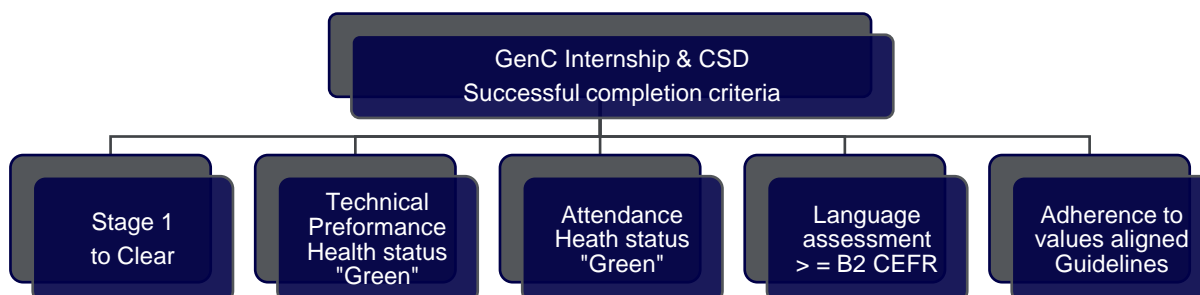 GenC Internship & CSD
Successful completion criteria
Stage 1
to Clear
Technical
Preformance
Health status
"Green"
Attendance
Heath status
"Green"
Language
assessment
> = B2 CEFR
Adherence to
values aligned
Guidelines